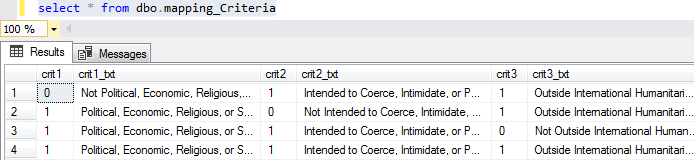 select * from dbo.mapping_Criteria
100 %
Results Messages
crit1 crit1_txt crit2 crit2_txt crit3 crit3_txt
1 0 Not Political, Economic, Religious,... 1 Intended to Coerce, Intimidate, or P... 1 Outside International Humanitari...
2 1 Political, Economic, Religious, or S... 0 Not Intended to Coerce, Intimidate, ... 1 Outside International Humanitari...
3 1 Political, Economic, Religious, or S... 1 Intended to Coerce, Intimidate, or P... 0 Not Outside International Human...
4 1 Political, Economic, Religious, or S... 1 Intended to Coerce, Intimidate, or P... 1 Outside International Humanitari...